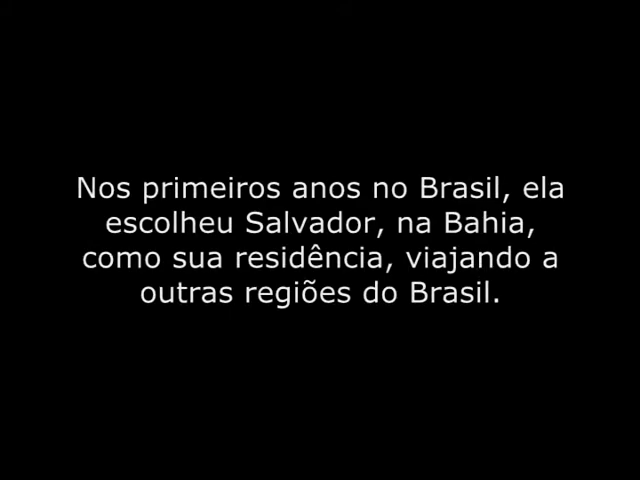 Nos primeiros anos no Brasil, ela
escolheu Salvador, na Bahia,
como sua residência, viajando a
outras regiões do Brasil.